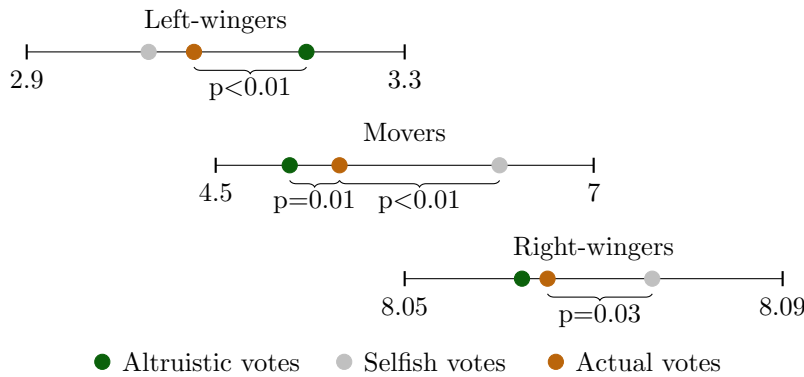 Left-wingers
2.9 3.3
p<0.01
Movers
4.5 7
p=0.01 p<0.01
Right-wingers
8.05 8.09
p=0.03
Altruistic votes Selfish votes Actual votes